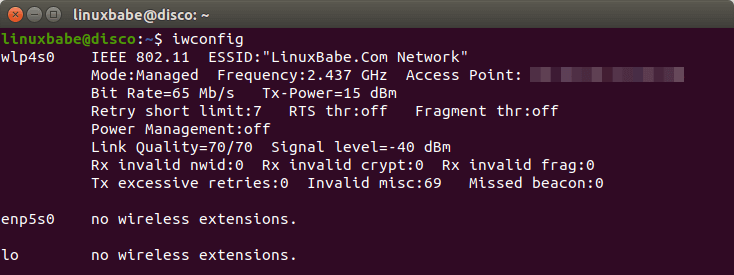 linuxbabe@disco: ~
linuxbabe@disco:~$ iwconfig
wlp4s0    IEEE 802.11  ESSID:"LinuxBabe.Com Network"
          Mode:Managed  Frequency:2.437 GHz  Access Point:
          Bit Rate=65 Mb/s   Tx-Power=15 dBm
          Retry short limit:7   RTS thr:off   Fragment thr:off
          Power Management:off
          Link Quality=70/70  Signal level=-40 dBm
          Rx invalid nwid:0  Rx invalid crypt:0  Rx invalid frag:0
          Tx excessive retries:0  Invalid misc:69   Missed beacon:0
enp5s0    no wireless extensions.
lo        no wireless extensions.